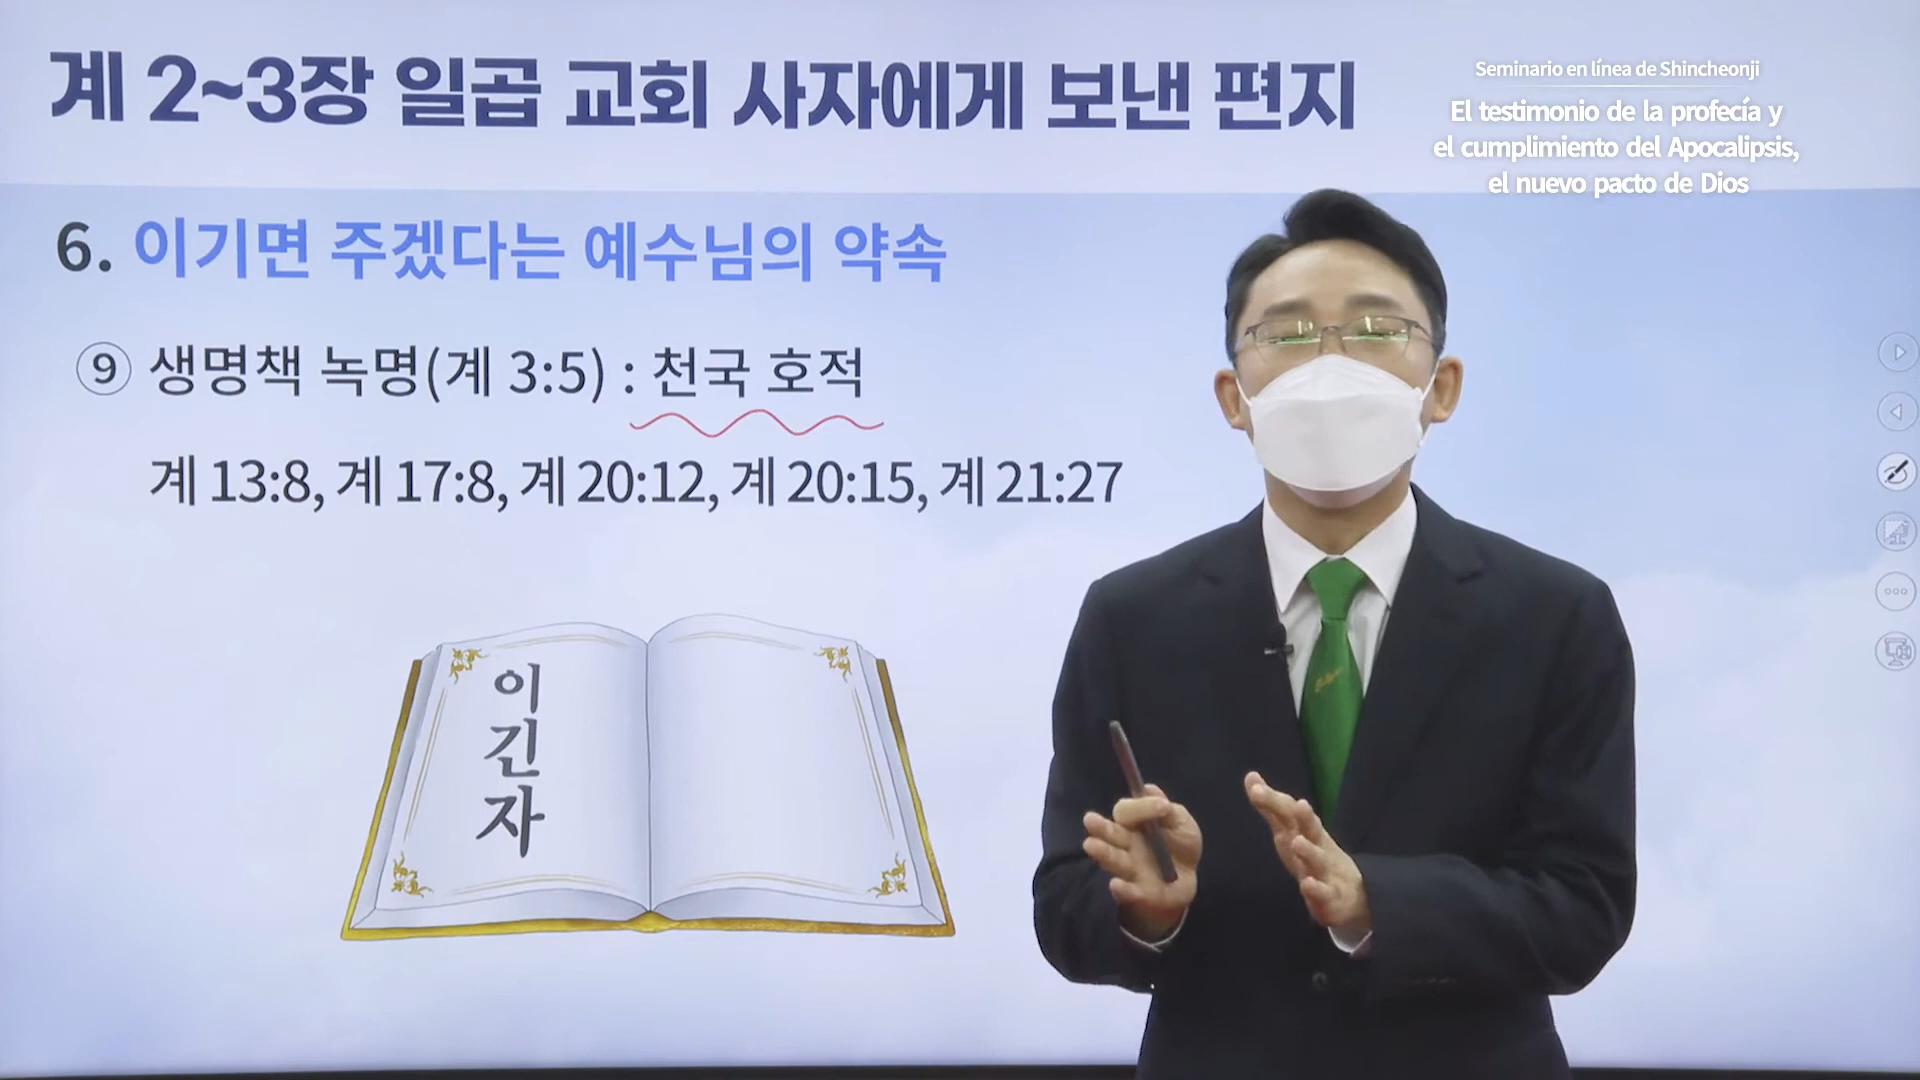 계 2~3장 일곱 교회 사자에게 보낸 편지
Seminario en línea de Shincheonji
El testimonio de la profecía y
el cumplimiento del Apocalipsis,
el nuevo pacto de Dios
6. 이기면 주겠다는 예수님의 약속
⑨ 생명책 녹명(계 3:5) : 천국 호적
계 13:8, 계 17:8, 계 20:12, 계 20:15, 계 21:27
이긴자